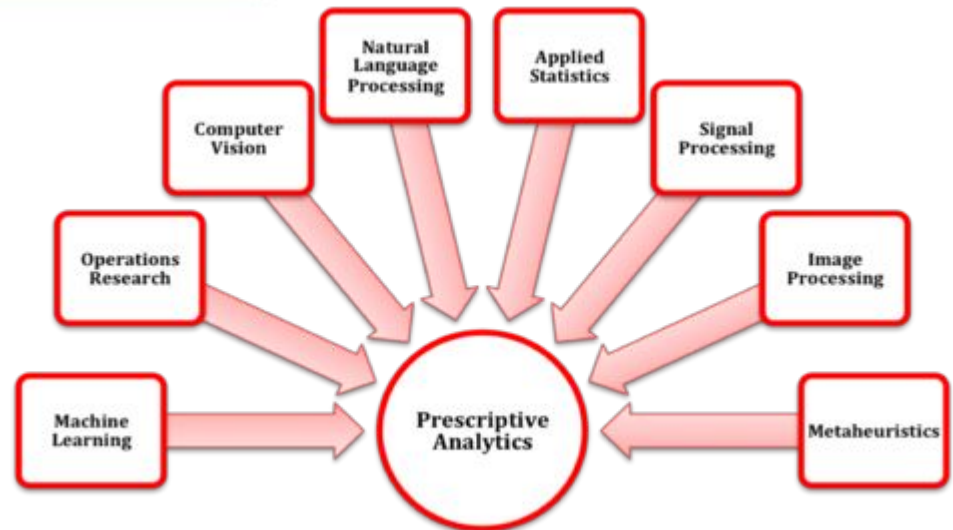 Natural
Language
Processing
Applied
Statistics
Computer
Vision
Signal
Processing
Operations
Research
Image
Processing
Machine
Learning
Prescriptive
Analytics
Metaheuristics